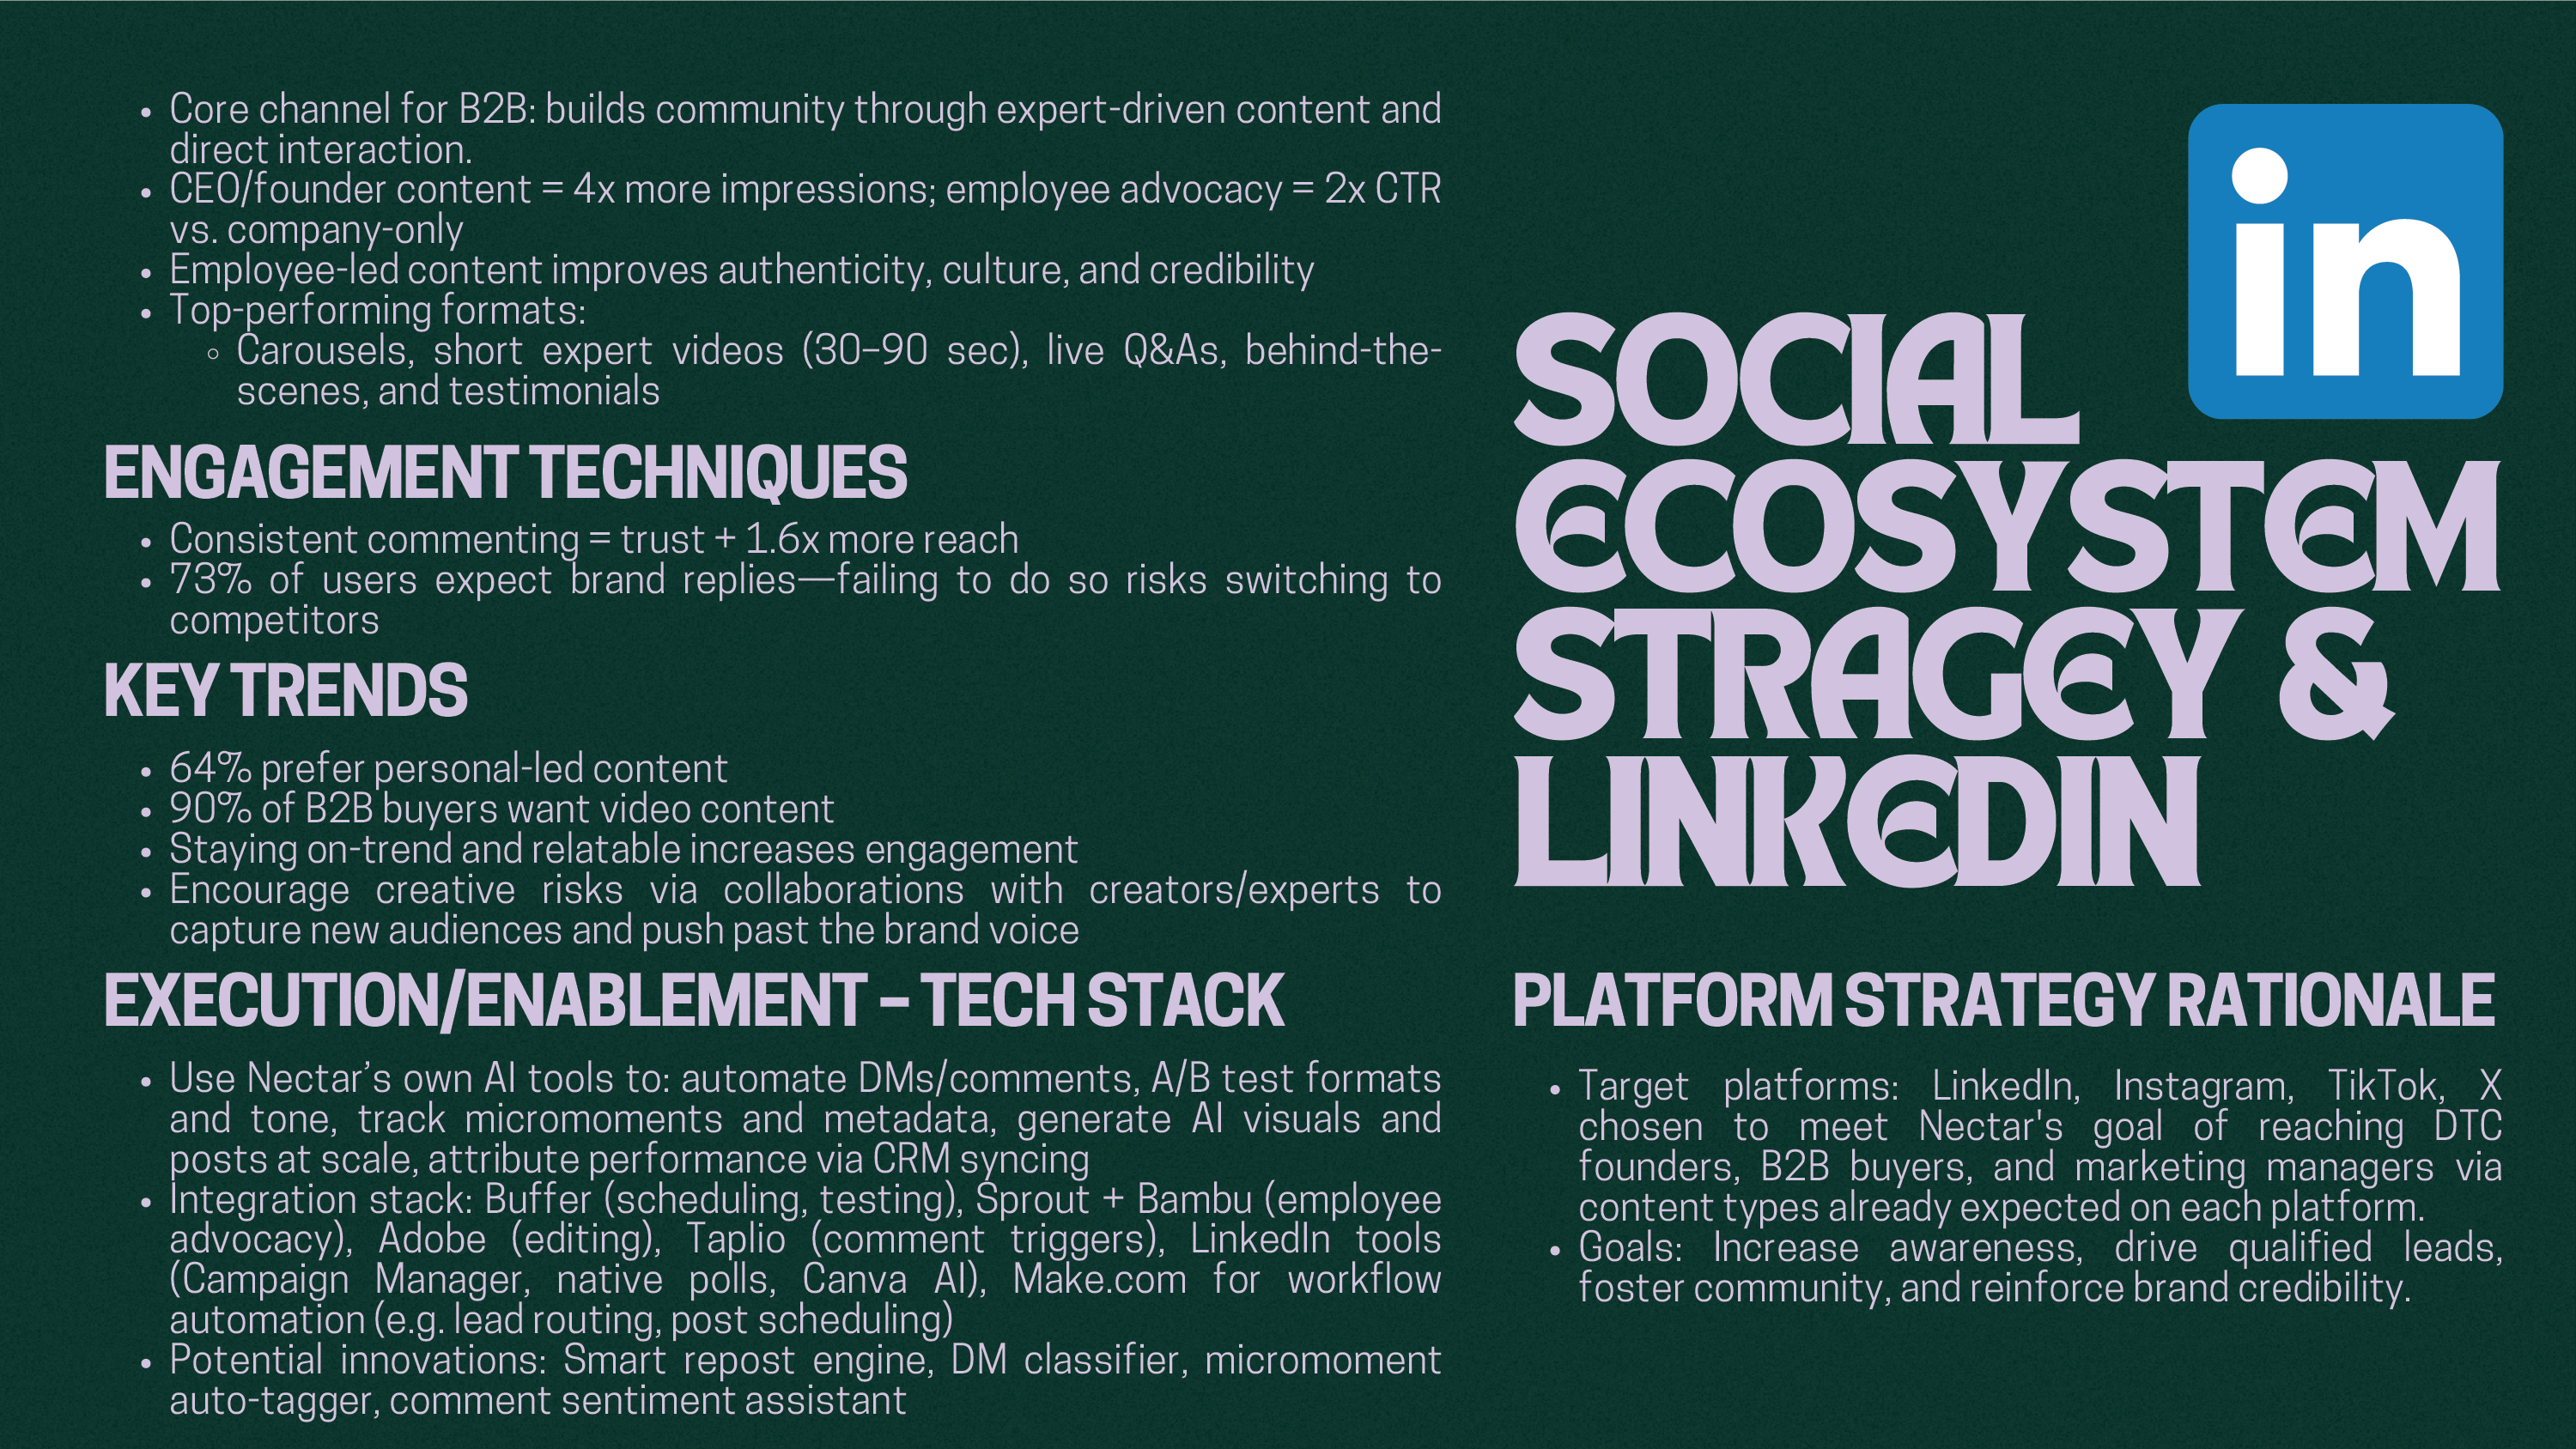 Core channel for B2B: builds community through expert-driven content and
direct interaction.
CEO/founder content = 4x more impressions; employee advocacy = 2x CTR
vs. company-only
Employee-led content improves authenticity, culture, and credibility
Top-performing formats:
Carousels, short expert videos (30–90 sec), live Q&As, behind-the-
scenes, and testimonials
ENGAGEMENT TECHNIQUES
Consistent commenting = trust + 1.6x more reach
73% of users expect brand replies—failing to do so risks switching to
competitors
KEY TRENDS
64% prefer personal-led content
90% of B2B buyers want video content
Staying on-trend and relatable increases engagement
Encourage creative risks via collaborations with creators/experts to
capture new audiences and push past the brand voice
EXECUTION/ENABLEMENT – TECH STACK
Use Nectar’s own AI tools to: automate DMs/comments, A/B test formats
and tone, track micromoments and metadata, generate AI visuals and
posts at scale, attribute performance via CRM syncing
Integration stack: Buffer (scheduling, testing), Sprout + Bambu (employee
advocacy), Adobe (editing), Taplio (comment triggers), LinkedIn tools
(Campaign Manager, native polls, Canva AI), Make.com for workflow
automation (e.g. lead routing, post scheduling)
Potential innovations: Smart repost engine, DM classifier, micromoment
auto-tagger, comment sentiment assistant
in
SOCIAL
ECOSYSTEM
STRAGEY &
LINKEDIN
PLATFORM STRATEGY RATIONALE
Target platforms: LinkedIn, Instagram, TikTok, X
chosen to meet Nectar's goal of reaching DTC
founders, B2B buyers, and marketing managers via
content types already expected on each platform.
Goals: Increase awareness, drive qualified leads,
foster community, and reinforce brand credibility.